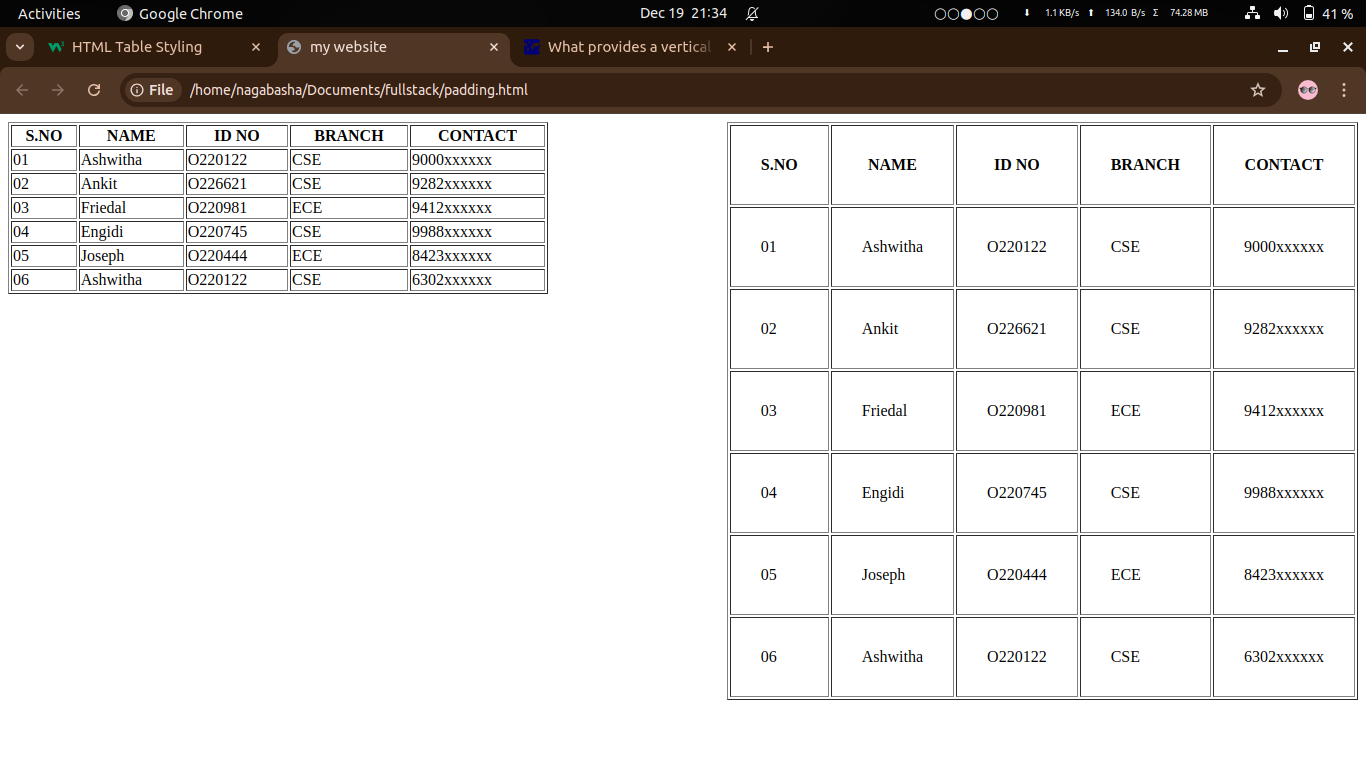 Activities Google Chrome Dec 19 21:34 1.1 KB/s 134.0 B/s Σ 74.28 MB 41 %
HTML Table Styling my website What provides a vertical
File /home/nagabasha/Documents/fullstack/padding.html
S.NO NAME ID NO BRANCH CONTACT
01 Ashwitha O220122 CSE 9000xxxxxx
02 Ankit O226621 CSE 9282xxxxxx
03 Friedal O220981 ECE 9412xxxxxx
04 Engidi O220745 CSE 9988xxxxxx
05 Joseph O220444 ECE 8423xxxxxx
06 Ashwitha O220122 CSE 6302xxxxxx
S.NO NAME ID NO BRANCH CONTACT
01 Ashwitha O220122 CSE 9000xxxxxx
02 Ankit O226621 CSE 9282xxxxxx
03 Friedal O220981 ECE 9412xxxxxx
04 Engidi O220745 CSE 9988xxxxxx
05 Joseph O220444 ECE 8423xxxxxx
06 Ashwitha O220122 CSE 6302xxxxxx